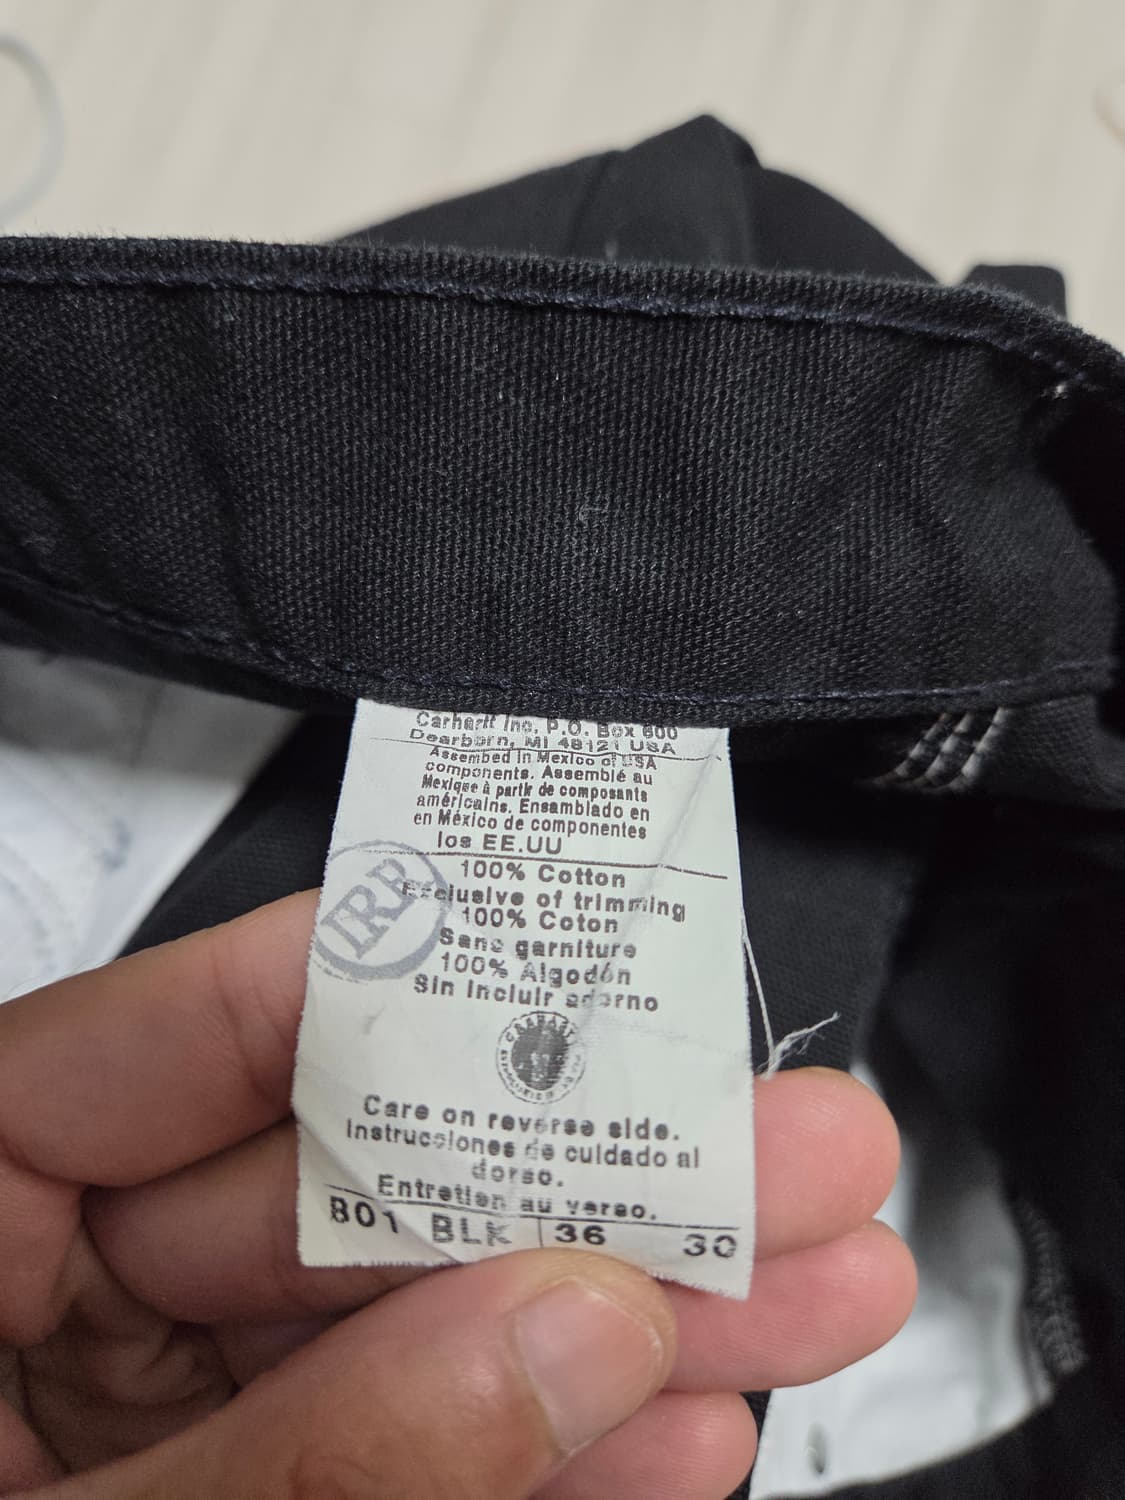 Carhartt Inc. P.O. Box 600
Dearborn, MI 48121 USA
Assembled in Mexico of USA
components. Assemblé au
Mexique à partir de composants
américains. Ensamblado en
en México de componentes
los EE.UU
100% Cotton
Exclusive of trimming
100% Coton
Sans garniture
100% Algodón
Sin incluir adorno
IRR
CARHARTT
Care on reverse side.
Instrucciones de cuidado al
dorso.
Entretien au verso.
B01 BLK 36 30